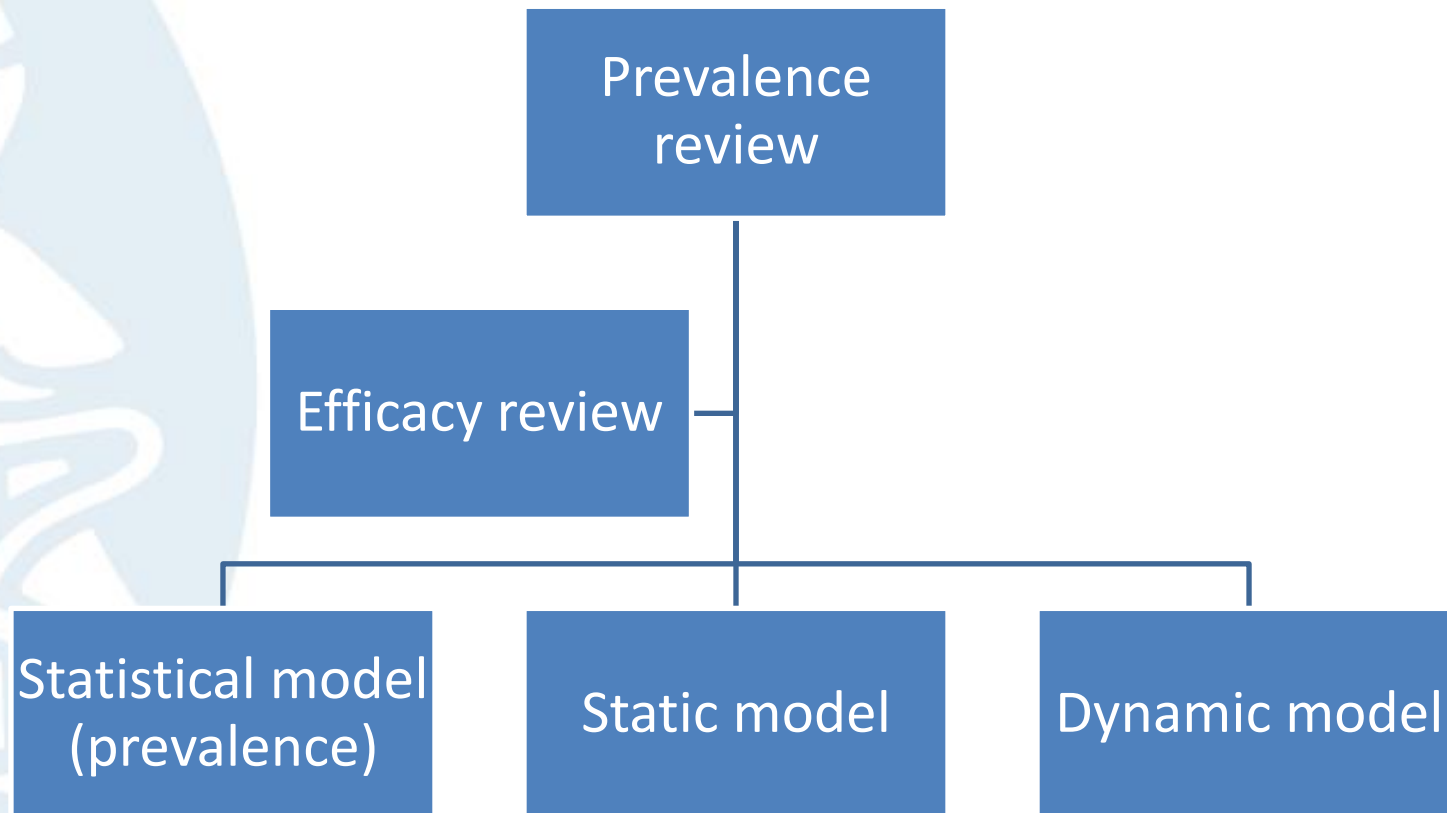 Prevalence
review
Efficacy review
Statistical model
(prevalence)
Static model
Dynamic model